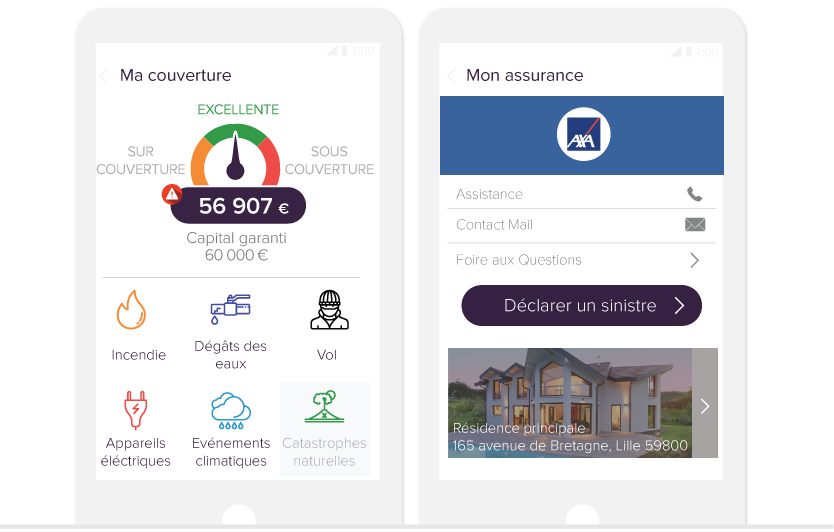 1:00
Ma couverture
EXCELLENTE
SUR
COUVERTURE
SOUS
COUVERTURE
56 907 €
Capital garanti
60 000 €
Incendie
Dégâts des
eaux
Vol
Appareils
éléctriques
Evénements
climatiques
Catastrophes
naturelles
1:00
Mon assurance
AXA
Assistance
Contact Mail
Foire aux Questions
Déclarer un sinistre
Résidence principale
165 avenue de Bretagne, Lille 59800